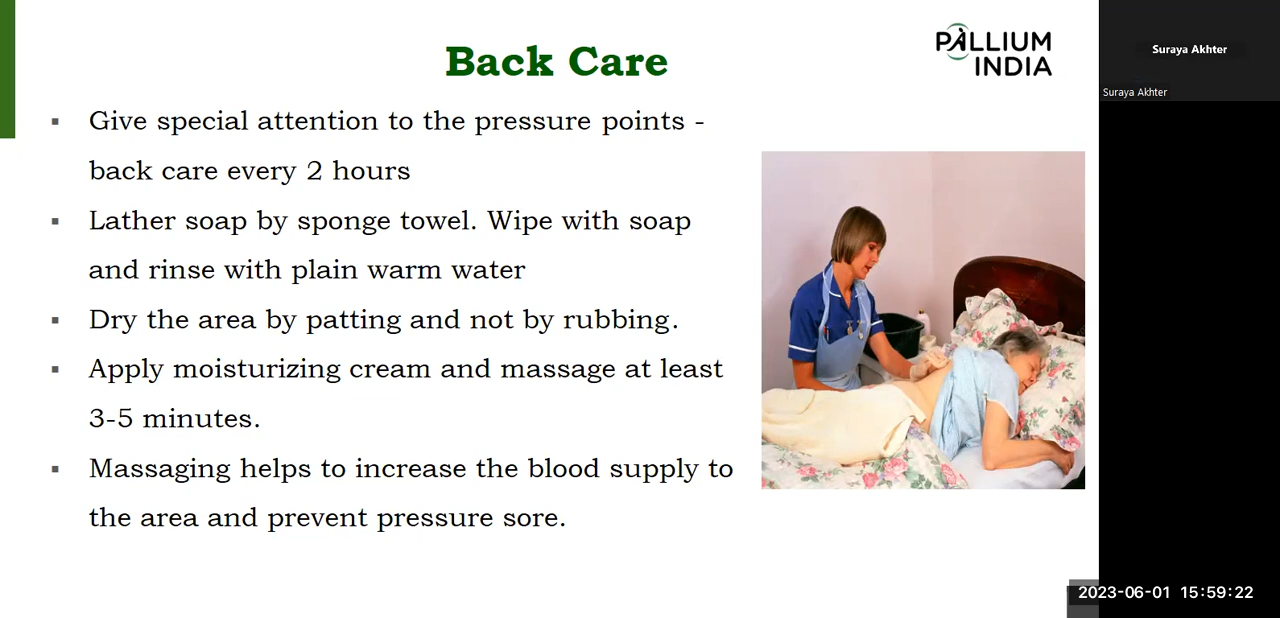 Back Care
PALLIUM
INDIA
Suraya Akhter
Suraya Akhter
▪ Give special attention to the pressure points -
back care every 2 hours
▪ Lather soap by sponge towel. Wipe with soap
and rinse with plain warm water
▪ Dry the area by patting and not by rubbing.
▪ Apply moisturizing cream and massage at least
3-5 minutes.
▪ Massaging helps to increase the blood supply to
the area and prevent pressure sore.
2023-06-01 15:59:22